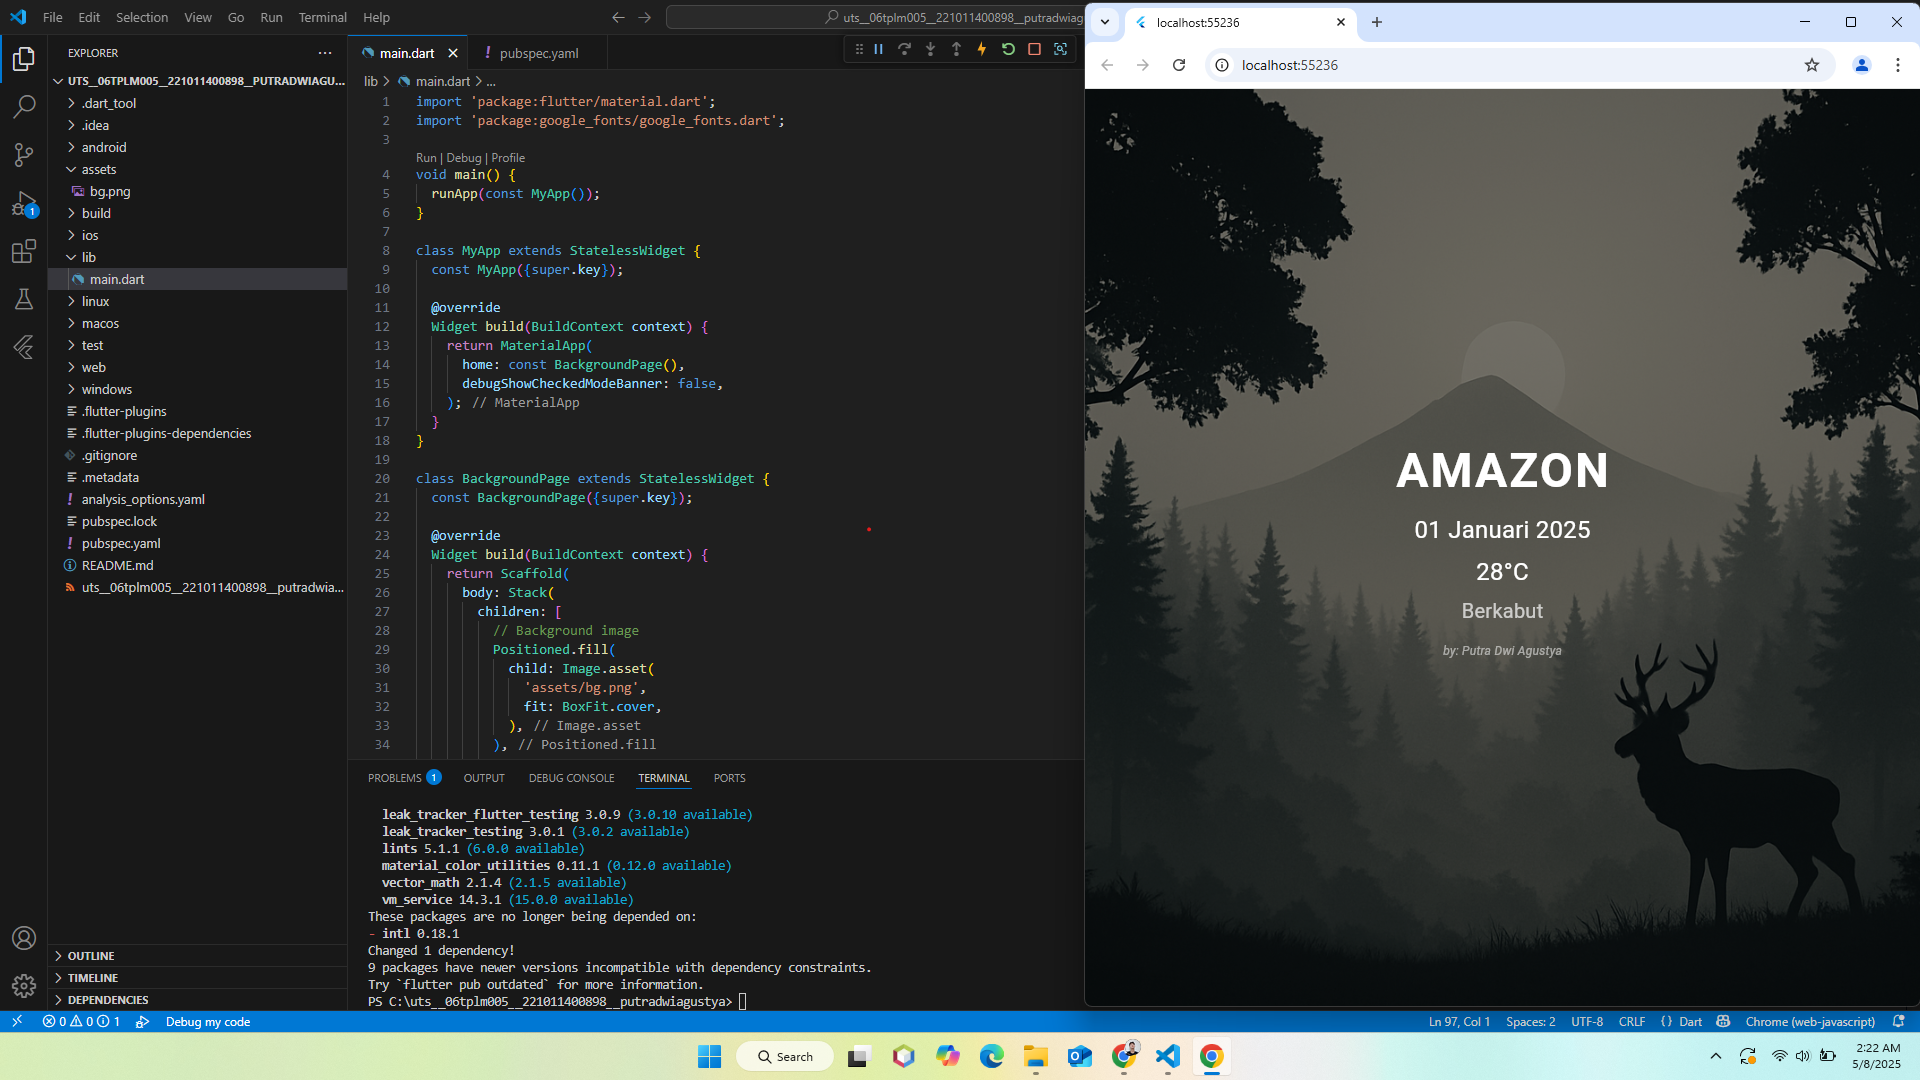 File Edit Selection View Go Run Terminal Help
uts__06tplm005__221011400898__putradwiag
EXPLORER
UTS__06TPLM005__221011400898__PUTRADWIAGU...
.dart_tool
.idea
android
assets
bg.png
build
ios
lib
main.dart
linux
macos
test
web
windows
.flutter-plugins
.flutter-plugins-dependencies
.gitignore
.metadata
analysis_options.yaml
pubspec.lock
pubspec.yaml
README.md
uts__06tplm005__221011400898__putradwia...
OUTLINE
TIMELINE
DEPENDENCIES
main.dart
pubspec.yaml
lib > main.dart > ...
1 import 'package:flutter/material.dart';
2 import 'package:google_fonts/google_fonts.dart';
3
Run | Debug | Profile
4 void main() {
5 runApp(const MyApp());
6 }
7
8 class MyApp extends StatelessWidget {
9 const MyApp({super.key});
10
11 @override
12 Widget build(BuildContext context) {
13 return MaterialApp(
14 home: const BackgroundPage(),
15 debugShowCheckedModeBanner: false,
16 ); // MaterialApp
17 }
18 }
19
20 class BackgroundPage extends StatelessWidget {
21 const BackgroundPage({super.key});
22
23 @override
24 Widget build(BuildContext context) {
25 return Scaffold(
26 body: Stack(
27 children: [
28 // Background image
29 Positioned.fill(
30 child: Image.asset(
31 'assets/bg.png',
32 fit: BoxFit.cover,
33 ), // Image.asset
34 ), // Positioned.fill
PROBLEMS 1 OUTPUT DEBUG CONSOLE TERMINAL PORTS
leak_tracker_flutter_testing 3.0.9 (3.0.10 available)
leak_tracker_testing 3.0.1 (3.0.2 available)
lints 5.1.1 (6.0.0 available)
material_color_utilities 0.11.1 (0.12.0 available)
vector_math 2.1.4 (2.1.5 available)
vm_service 14.3.1 (15.0.0 available)
These packages are no longer being depended on:
- intl 0.18.1
Changed 1 dependency!
9 packages have newer versions incompatible with dependency constraints.
Try `flutter pub outdated` for more information.
PS C:\uts__06tplm005__221011400898__putradwiagustya>
localhost:55236
localhost:55236
AMAZON
01 Januari 2025
28°C
Berkabut
by: Putra Dwi Agustya
1
0 0 1 Debug my code
Ln 97, Col 1 Spaces: 2 UTF-8 CRLF {} Dart Chrome (web-javascript)
Search
2:22 AM
5/8/2025